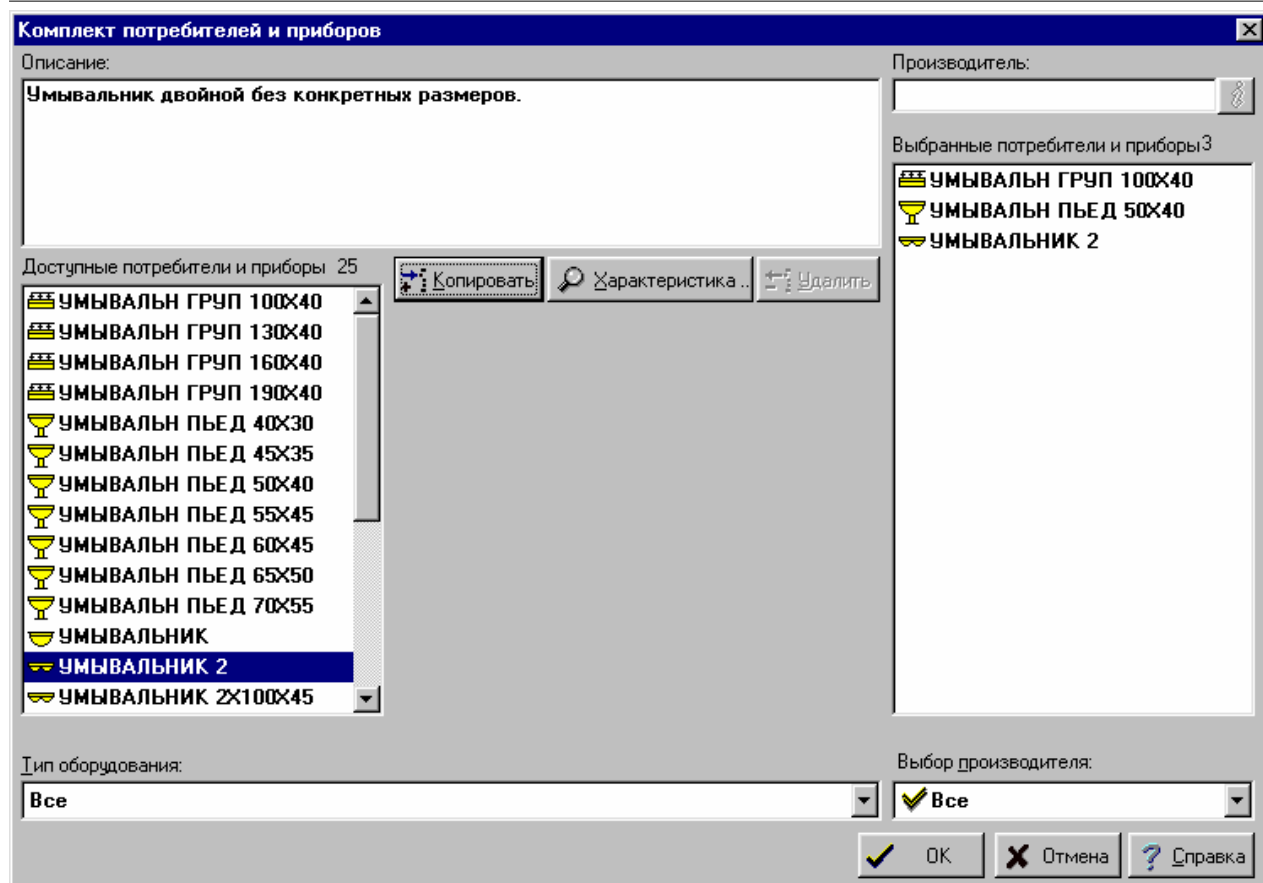 Комплект потребителей и приборов
Описание:
Умывальник двойной без конкретных размеров.
Производитель:
Выбранные потребители и приборы3
УМЫВАЛЬН ГРУП 100X40
УМЫВАЛЬН ПЬЕД 50X40
УМЫВАЛЬНИК 2
Доступные потребители и приборы 25
Копировать
Характеристика ..
Удалить
УМЫВАЛЬН ГРУП 100X40
УМЫВАЛЬН ГРУП 130X40
УМЫВАЛЬН ГРУП 160X40
УМЫВАЛЬН ГРУП 190X40
УМЫВАЛЬН ПЬЕД 40X30
УМЫВАЛЬН ПЬЕД 45X35
УМЫВАЛЬН ПЬЕД 50X40
УМЫВАЛЬН ПЬЕД 55X45
УМЫВАЛЬН ПЬЕД 60X45
УМЫВАЛЬН ПЬЕД 65X50
УМЫВАЛЬН ПЬЕД 70X55
УМЫВАЛЬНИК
УМЫВАЛЬНИК 2
УМЫВАЛЬНИК 2X100X45
Тип оборудования:
Все
Выбор производителя:
Все
OK
Отмена
Справка